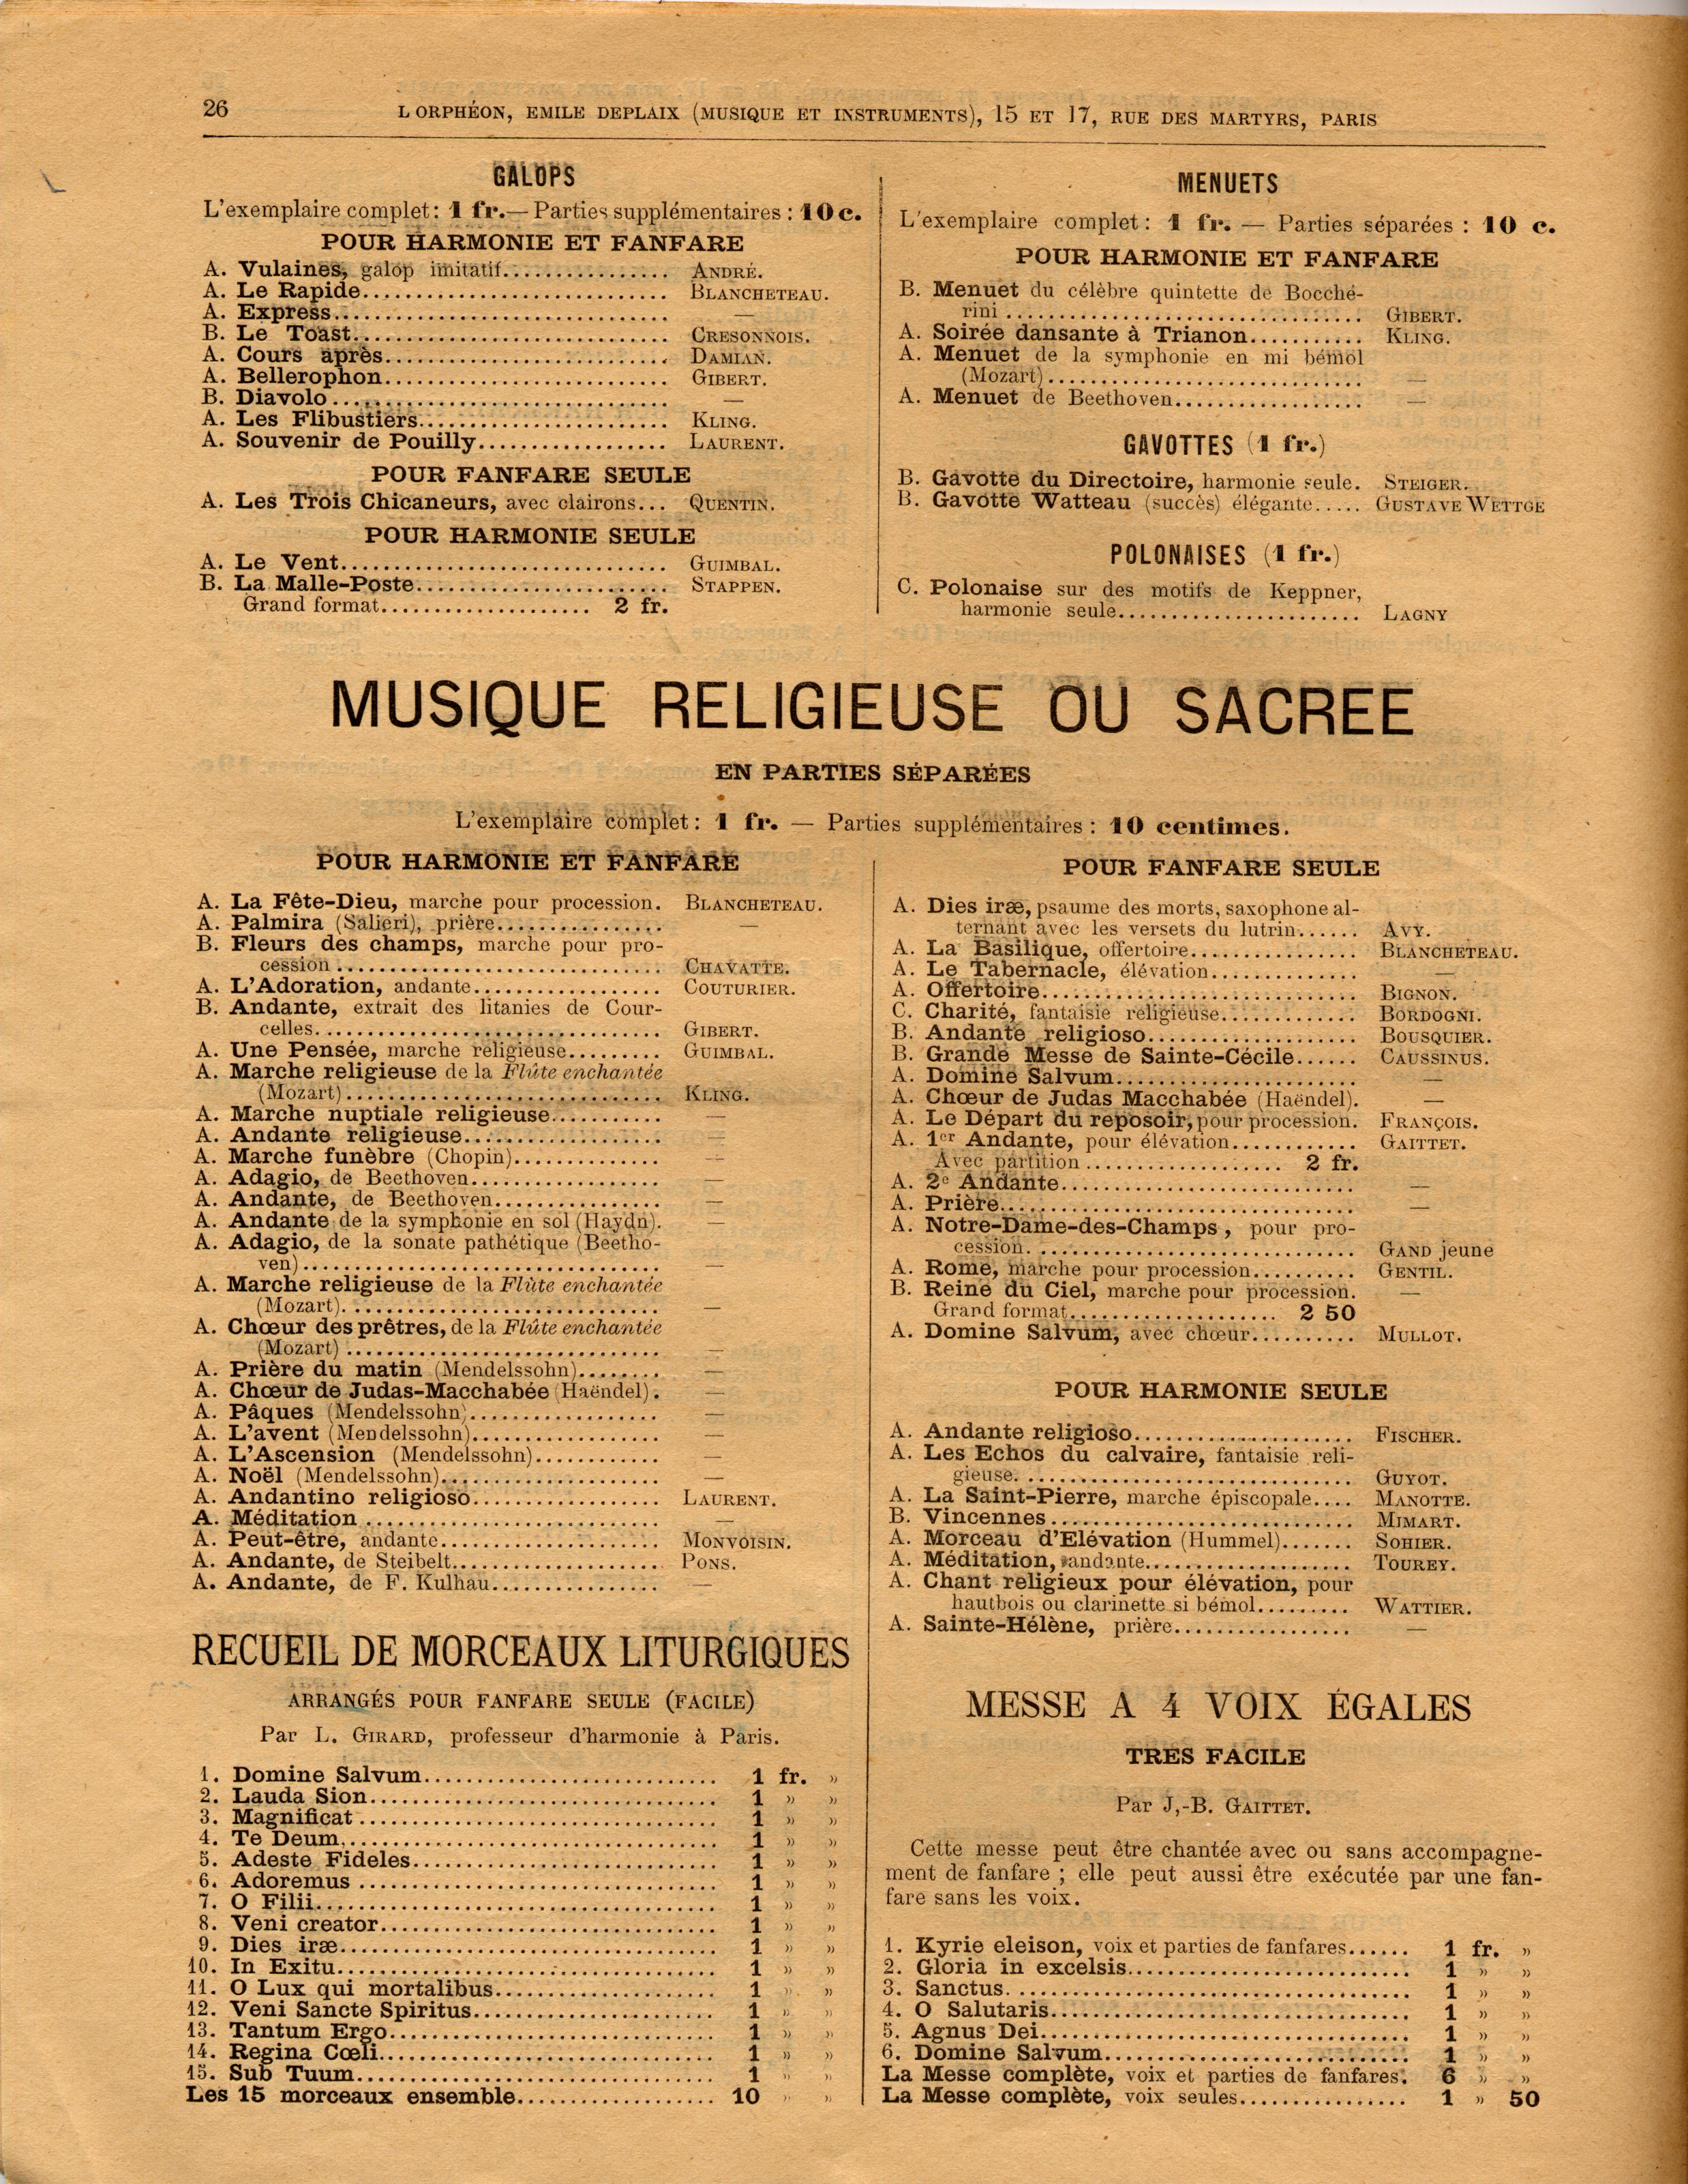 26
L ORPHÉON, EMILE DEPLAIX (MUSIQUE ET INSTRUMENTS), 15 ET 17, RUE DES MARTYRS, PARIS
GALOPS
L'exemplaire complet : 1 fr.— Parties supplémentaires : 10 c.
POUR HARMONIE ET FANFARE
A. Vulaines, galop imitatif................ ANDRÉ.
A. Le Rapide............................. BLANCHETEAU.
A. Express................................ —
B. Le Toast.............................. CRESONNOIS.
A. Cours après........................... DAMIAN.
A. Bellerophon........................... GIBERT.
B. Diavolo ................................ —
A. Les Flibustiers........................ KLING.
A. Souvenir de Pouilly.................. LAURENT.
POUR FANFARE SEULE
A. Les Trois Chicaneurs, avec clairons... QUENTIN.
POUR HARMONIE SEULE
A. Le Vent............................... GUIMBAL.
B. La Malle-Poste........................ STAPPEN.
Grand format.................... 2 fr.
MENUETS
L'exemplaire complet : 1 fr. — Parties séparées : 10 c.
POUR HARMONIE ET FANFARE
B. Menuet du célèbre quintette de Bocché-
rini .................................. GIBERT.
A. Soirée dansante à Trianon........... KLING.
A. Menuet de la symphonie en mi bémol
(Mozart).............................. —
A. Menuet de Beethoven.................. —
GAVOTTES (1 fr.)
B. Gavotte du Directoire, harmonie seule. STEIGER.
B. Gavotte Watteau (succès) élégante..... GUSTAVE WETTGE
POLONAISES (1 fr.)
C. Polonaise sur des motifs de Keppner,
harmonie seule....................... LAGNY
MUSIQUE RELIGIEUSE OU SACREE
EN PARTIES SÉPARÉES
L'exemplaire complet : 1 fr. — Parties supplémentaires : 10 centimes.
POUR HARMONIE ET FANFARE
A. La Fête-Dieu, marche pour procession. BLANCHETEAU.
A. Palmira (Salieri), prière................ —
B. Fleurs des champs, marche pour pro-
cession ............................... CHAVATTE.
A. L'Adoration, andante.................. COUTURIER.
B. Andante, extrait des litanies de Cour-
celles................................. GIBERT.
A. Une Pensée, marche religieuse......... GUIMBAL.
A. Marche religieuse de la Flûte enchantée
(Mozart).............................. KLING.
A. Marche nuptiale religieuse........... —
A. Andante religieuse................... —
A. Marche funèbre (Chopin).............. —
A. Adagio, de Beethoven.................. —
A. Andante, de Beethoven................ —
A. Andante de la symphonie en sol (Haydn). —
A. Adagio, de la sonate pathétique (Beetho-
ven).................................. —
A. Marche religieuse de la Flûte enchantée
(Mozart).............................. —
A. Chœur des prêtres, de la Flûte enchantée
(Mozart) .............................. —
A. Prière du matin (Mendelssohn)........ —
A. Chœur de Judas-Macchabée (Haëndel). —
A. Pâques (Mendelssohn).................. —
A. L'avent (Mendelssohn).................. —
A. L'Ascension (Mendelssohn)............ —
A. Noël (Mendelssohn)..................... —
A. Andantino religioso.................. LAURENT.
A. Méditation ............................ —
A. Peut-être, andante..................... MONVOISIN.
A. Andante, de Steibelt.................... PONS.
A. Andante, de F. Kulhau................ —
RECUEIL DE MORCEAUX LITURGIQUES
ARRANGÉS POUR FANFARE SEULE (FACILE)
Par L. GIRARD, professeur d'harmonie à Paris.
1. Domine Salvum............................ 1 fr. »
2. Lauda Sion................................. 1 » »
3. Magnificat.................................. 1 » »
4. Te Deum.................................... 1 » »
5. Adeste Fideles............................. 1 » »
6. Adoremus .................................. 1 » »
7. O Filii....................................... 1 » »
8. Veni creator................................ 1 » »
9. Dies iræ.................................... 1 » »
10. In Exitu.................................... 1 » »
11. O Lux qui mortalibus..................... 1 » »
12. Veni Sancte Spiritus....................... 1 » »
13. Tantum Ergo............................... 1 » »
14. Regina Cœli................................ 1 » »
15. Sub Tuum.................................. 1 » »
Les 15 morceaux ensemble................... 10 » »
POUR FANFARE SEULE
A. Dies iræ, psaume des morts, saxophone al-
ternant avec les versets du lutrin...... AVY.
A. La Basilique, offertoire................ BLANCHETEAU.
A. Le Tabernacle, élévation.............. —
A. Offertoire.............................. BIGNON.
C. Charité, fantaisie religieuse............. BORDOGNI.
B. Andante religioso.................... BOUSQUIER.
B. Grande Messe de Sainte-Cécile...... CAUSSINUS.
A. Domine Salvum....................... —
A. Chœur de Judas Macchabée (Haëndel). —
A. Le Départ du reposoir, pour procession. FRANÇOIS.
A. 1er Andante, pour élévation............ GAITTET.
Avec partition ................... 2 fr.
A. 2e Andante............................ —
A. Prière.................................. —
A. Notre-Dame-des-Champs, pour pro-
cession................................ GAND jeune
A. Rome, marche pour procession.......... GENTIL.
B. Reine du Ciel, marche pour procession. —
Grand format.................... 2 50
A. Domine Salvum, avec chœur.......... MULLOT.
POUR HARMONIE SEULE
A. Andante religioso..................... FISCHER.
A. Les Echos du calvaire, fantaisie reli-
gieuse................................. GUYOT.
A. La Saint-Pierre, marche épiscopale.... MANOTTE.
B. Vincennes............................. MIMART.
A. Morceau d'Elévation (Hummel)....... SOHIER.
A. Méditation, andante.................... TOUREY.
A. Chant religieux pour élévation, pour
hautbois ou clarinette si bémol......... WATTIER.
A. Sainte-Hélène, prière................. —
MESSE A 4 VOIX ÉGALES
TRES FACILE
Par J,-B. GAITTET.
Cette messe peut être chantée avec ou sans accompagne-
ment de fanfare ; elle peut aussi être exécutée par une fan-
fare sans les voix.
1. Kyrie eleison, voix et parties de fanfares...... 1 fr. »
2. Gloria in excelsis........................... 1 » »
3. Sanctus....................................... 1 » »
4. O Salutaris.................................. 1 » »
5. Agnus Dei................................... 1 » »
6. Domine Salvum............................. 1 » »
La Messe complète, voix et parties de fanfares. 6 » »
La Messe complète, voix seules................ 1 » 50